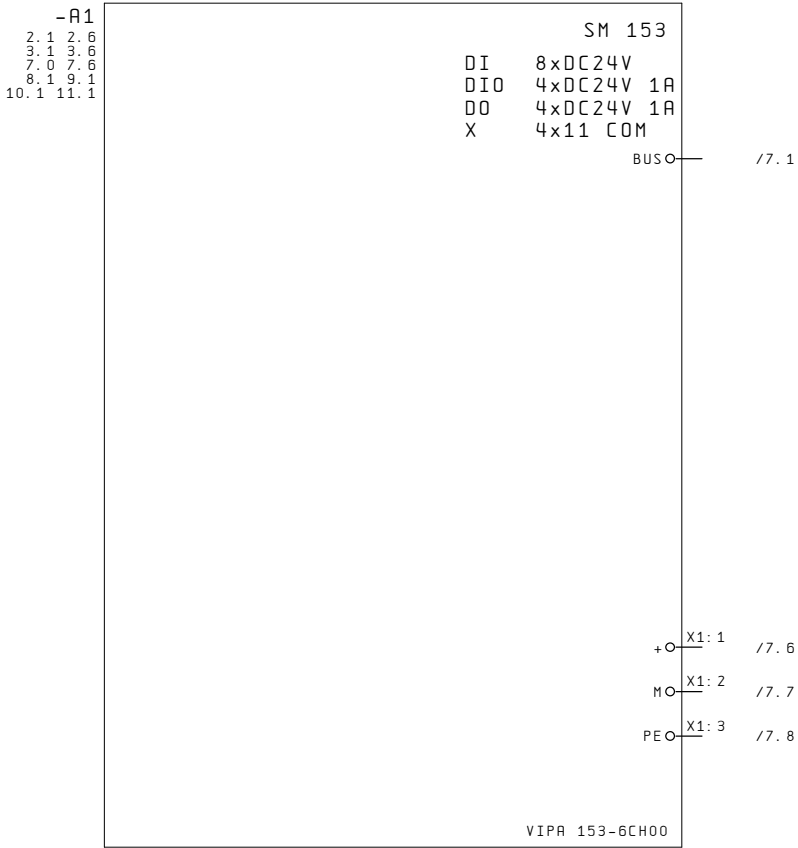 -A1
2.1 2.6
3.1 3.6
7.0 7.6
8.1 9.1
10.1 11.1
SM 153
DI 8xDC24V
DIO 4xDC24V 1A
DO 4xDC24V 1A
X 4x11 COM
BUS /7.1
+ X1:1 /7.6
M X1:2 /7.7
PE X1:3 /7.8
VIPA 153-6CH00